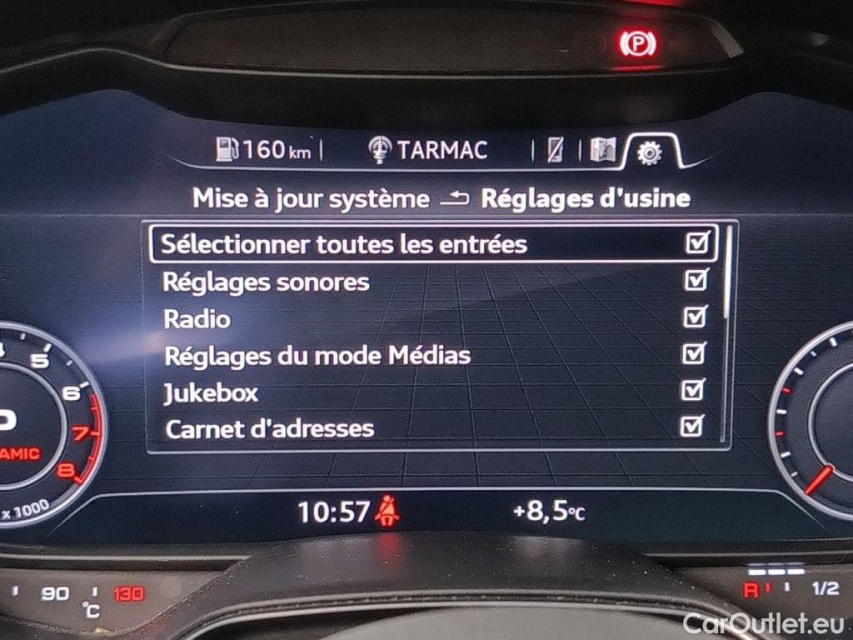 P
160 km
TARMAC
Mise à jour système Réglages d'usine
Sélectionner toutes les entrées
Réglages sonores
Radio
Réglages du mode Médias
Jukebox
Carnet d'adresses
5
6
7
8
AMIC
x 1000
10:57
+8,5°C
90 130
°C
R 1/2
CarOutlet.eu